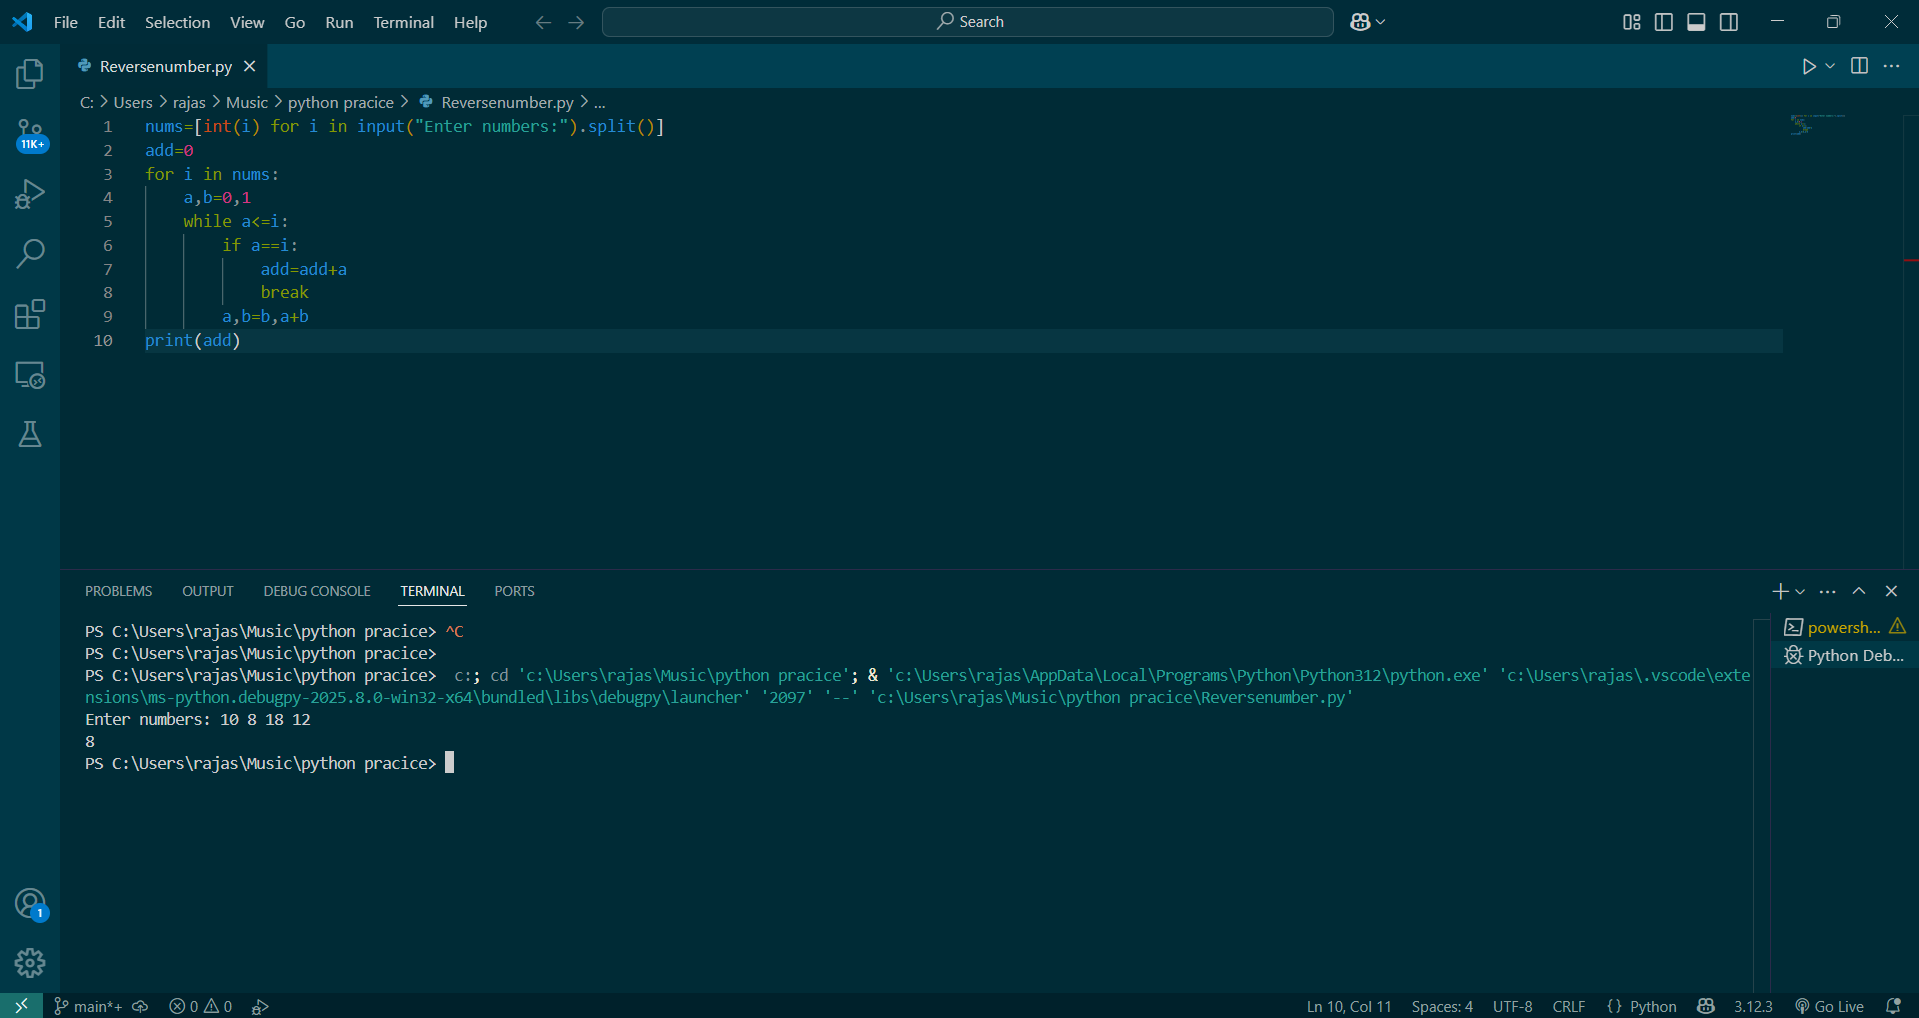 File Edit Selection View Go Run Terminal Help Search
Reversenumber.py
C: > Users > rajas > Music > python pracice > Reversenumber.py > ...
11K+
1 nums=[int(i) for i in input("Enter numbers:").split()]
2 add=0
3 for i in nums:
4 a,b=0,1
5 while a<=i:
6 if a==i:
7 add=add+a
8 break
9 a,b=b,a+b
10 print(add)
PROBLEMS OUTPUT DEBUG CONSOLE TERMINAL PORTS
PS C:\Users\rajas\Music\python pracice> ^C
PS C:\Users\rajas\Music\python pracice>
PS C:\Users\rajas\Music\python pracice>  c:; cd 'c:\Users\rajas\Music\python pracice'; & 'c:\Users\rajas\AppData\Local\Programs\Python\Python312\python.exe' 'c:\Users\rajas\.vscode\exte
nsions\ms-python.debugpy-2025.8.0-win32-x64\bundled\libs\debugpy\launcher' '2097' '--' 'c:\Users\rajas\Music\python pracice\Reversenumber.py'
Enter numbers: 10 8 18 12
8
PS C:\Users\rajas\Music\python pracice>
powersh...
Python Deb...
1
main*+ 0 0 Ln 10, Col 11 Spaces: 4 UTF-8 CRLF {} Python 3.12.3 Go Live